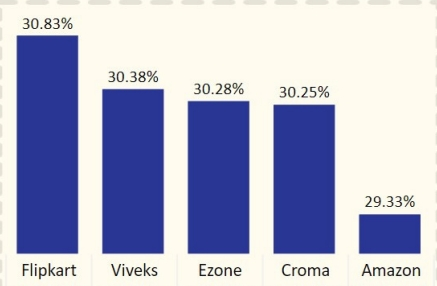 30.83%
30.38%
30.28%
30.25%
29.33%
Flipkart
Viveks
Ezone
Croma
Amazon